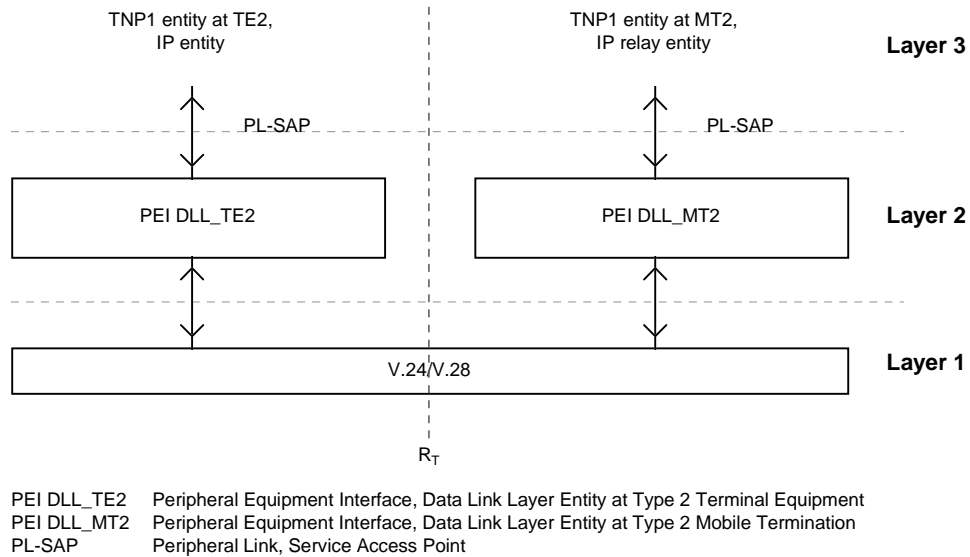 TNP1 entity at TE2,
IP entity
TNP1 entity at MT2,
IP relay entity
Layer 3
PL-SAP
PL-SAP
PEI DLL_TE2
PEI DLL_MT2
Layer 2
V.24/V.28
Layer 1
RT
PEI DLL_TE2 Peripheral Equipment Interface, Data Link Layer Entity at Type 2 Terminal Equipment
PEI DLL_MT2 Peripheral Equipment Interface, Data Link Layer Entity at Type 2 Mobile Termination
PL-SAP Peripheral Link, Service Access Point